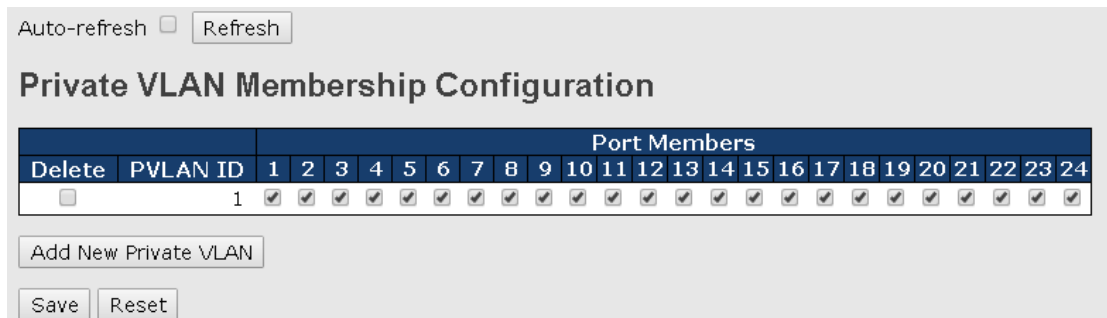 Auto-refresh Refresh
Private VLAN Membership Configuration
Port Members
Delete PVLAN ID 1 2 3 4 5 6 7 8 9 10 11 12 13 14 15 16 17 18 19 20 21 22 23 24
1
Add New Private VLAN
Save Reset